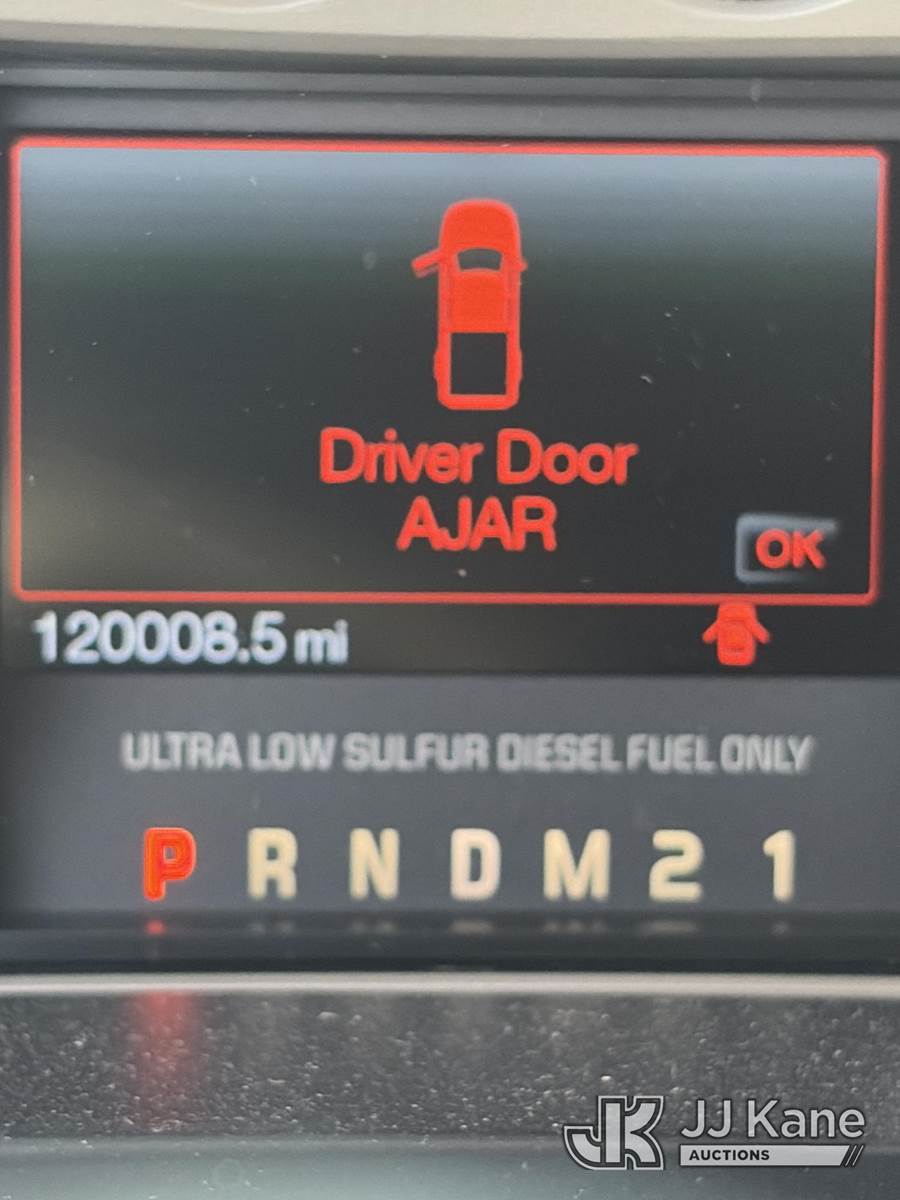 Driver Door
AJAR
OK
120008.5 mi
ULTRA LOW SULFUR DIESEL FUEL ONLY
P R N D M 2 1
JK JJ Kane
AUCTIONS